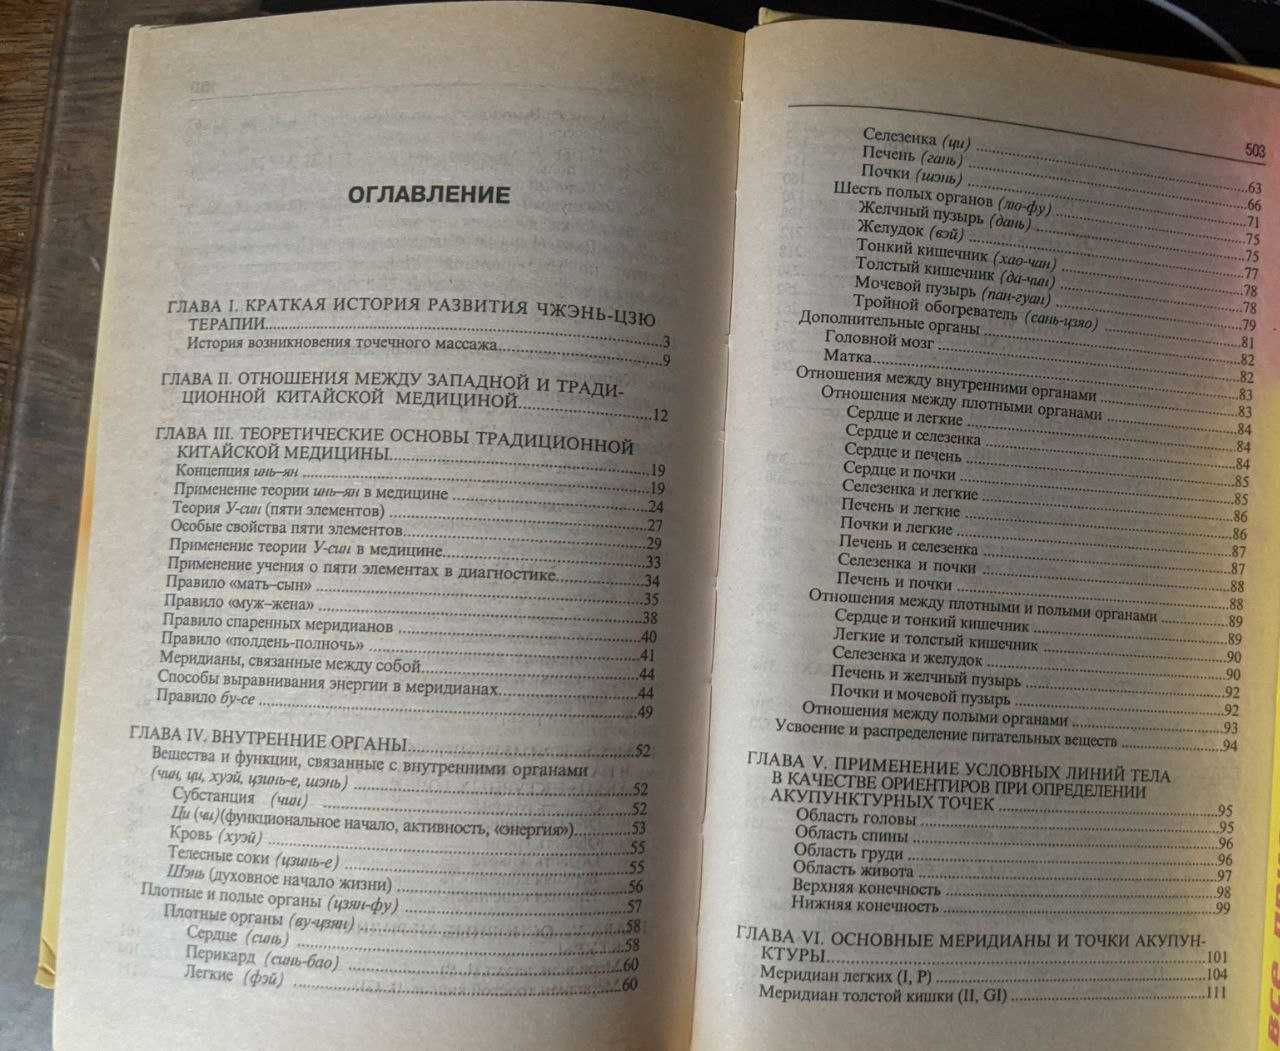 ОГЛАВЛЕНИЕ
ГЛАВА I. КРАТКАЯ ИСТОРИЯ РАЗВИТИЯ ЧЖЭНЬ-ЦЗЮ
ТЕРАПИИ...3
История возникновения точечного массажа...9
ГЛАВА II. ОТНОШЕНИЯ МЕЖДУ ЗАПАДНОЙ И ТРАДИ-
ЦИОННОЙ КИТАЙСКОЙ МЕДИЦИНОЙ...12
ГЛАВА III. ТЕОРЕТИЧЕСКИЕ ОСНОВЫ ТРАДИЦИОННОЙ
КИТАЙСКОЙ МЕДИЦИНЫ...19
Концепция инь–ян...19
Применение теории инь–ян в медицине...24
Теория У-син (пяти элементов)...27
Особые свойства пяти элементов...29
Применение теории У-син в медицине...33
Применение учения о пяти элементах в диагностике...34
Правило «мать–сын»...35
Правило «муж–жена»...38
Правило спаренных меридианов...40
Правило «полдень-полночь»...41
Меридианы, связанные между собой...44
Способы выравнивания энергии в меридианах...44
Правило бу-се...49
ГЛАВА IV. ВНУТРЕННИЕ ОРГАНЫ...52
Вещества и функции, связанные с внутренними органами
(чин, ци, хуэй, цзинь-е, шэнь)...52
Субстанция (чин)...52
Ци (чи)(функциональное начало, активность, «энергия»)...53
Кровь (хуэй)...55
Телесные соки (цзинь-е)...55
Шэнь (духовное начало жизни)...56
Плотные и полые органы (цзян-фу)...57
Плотные органы (ву-цзян)...58
Сердце (синь)...58
Перикард (синь-бао)...60
Легкие (фэй)...60
503
Селезенка (ци)...63
Печень (гань)...66
Почки (шэнь)...71
Шесть полых органов (лю-фу)...75
Желчный пузырь (дань)...75
Желудок (вэй)...77
Тонкий кишечник (хао-чан)...78
Толстый кишечник (да-чин)...78
Мочевой пузырь (пан-гуан)...79
Тройной обогреватель (сань-цзяо)...81
Дополнительные органы...82
Головной мозг...82
Матка...83
Отношения между внутренними органами...83
Отношения между плотными органами...84
Сердце и легкие...84
Сердце и селезенка...84
Сердце и печень...85
Сердце и почки...85
Селезенка и легкие...86
Печень и легкие...86
Почки и легкие...87
Печень и селезенка...87
Селезенка и почки...88
Печень и почки...88
Отношения между плотными и полыми органами...89
Сердце и тонкий кишечник...89
Легкие и толстый кишечник...90
Селезенка и желудок...90
Печень и желчный пузырь...92
Почки и мочевой пузырь...92
Отношения между полыми органами...93
Усвоение и распределение питательных веществ...94
ГЛАВА V. ПРИМЕНЕНИЕ УСЛОВНЫХ ЛИНИЙ ТЕЛА
В КАЧЕСТВЕ ОРИЕНТИРОВ ПРИ ОПРЕДЕЛЕНИИ
АКУПУНКТУРНЫХ ТОЧЕК...95
Область головы...95
Область спины...96
Область груди...96
Область живота...97
Верхняя конечность...98
Нижняя конечность...99
ГЛАВА VI. ОСНОВНЫЕ МЕРИДИАНЫ И ТОЧКИ АКУПУН-
КТУРЫ...101
Меридиан легких (I, P)...104
Меридиан толстой кишки (II, GI)...111